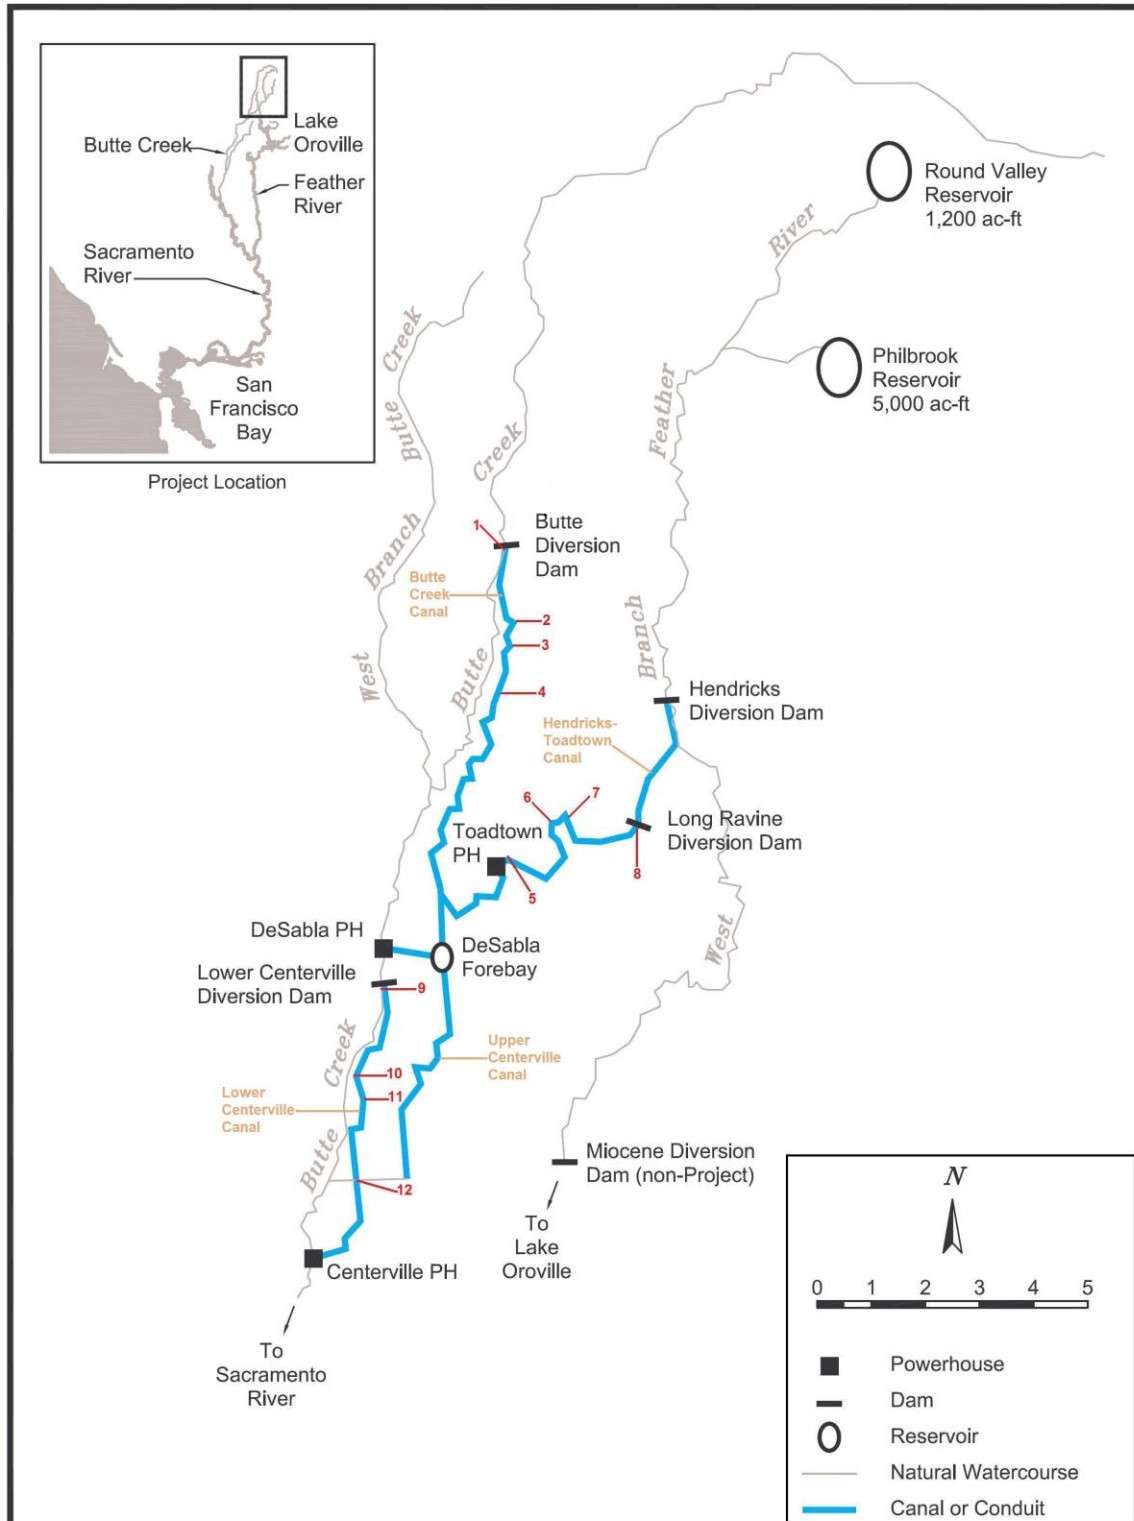 Butte Creek
Lake
Oroville
Feather
River
Sacramento
River
San
Francisco
Bay
Project Location
Round Valley
Reservoir
1,200 ac-ft
Philbrook
Reservoir
5,000 ac-ft
River
Feather
Branch
West
Butte Creek
Branch
West
Creek
Butte
1
Butte
Diversion
Dam
Butte
Creek
Canal
2
3
4
Hendricks
Diversion Dam
Hendricks-
Toadtown
Canal
6
7
Long Ravine
Diversion Dam
8
Toadtown
PH
5
DeSabla PH
DeSabla
Forebay
Lower Centerville
Diversion Dam
9
Upper
Centerville
Canal
Creek
Butte
10
11
Lower
Centerville
Canal
12
Centerville PH
To
Sacramento
River
Miocene Diversion
Dam (non-Project)
To
Lake
Oroville
N
0 1 2 3 4 5
Powerhouse
Dam
Reservoir
Natural Watercourse
Canal or Conduit